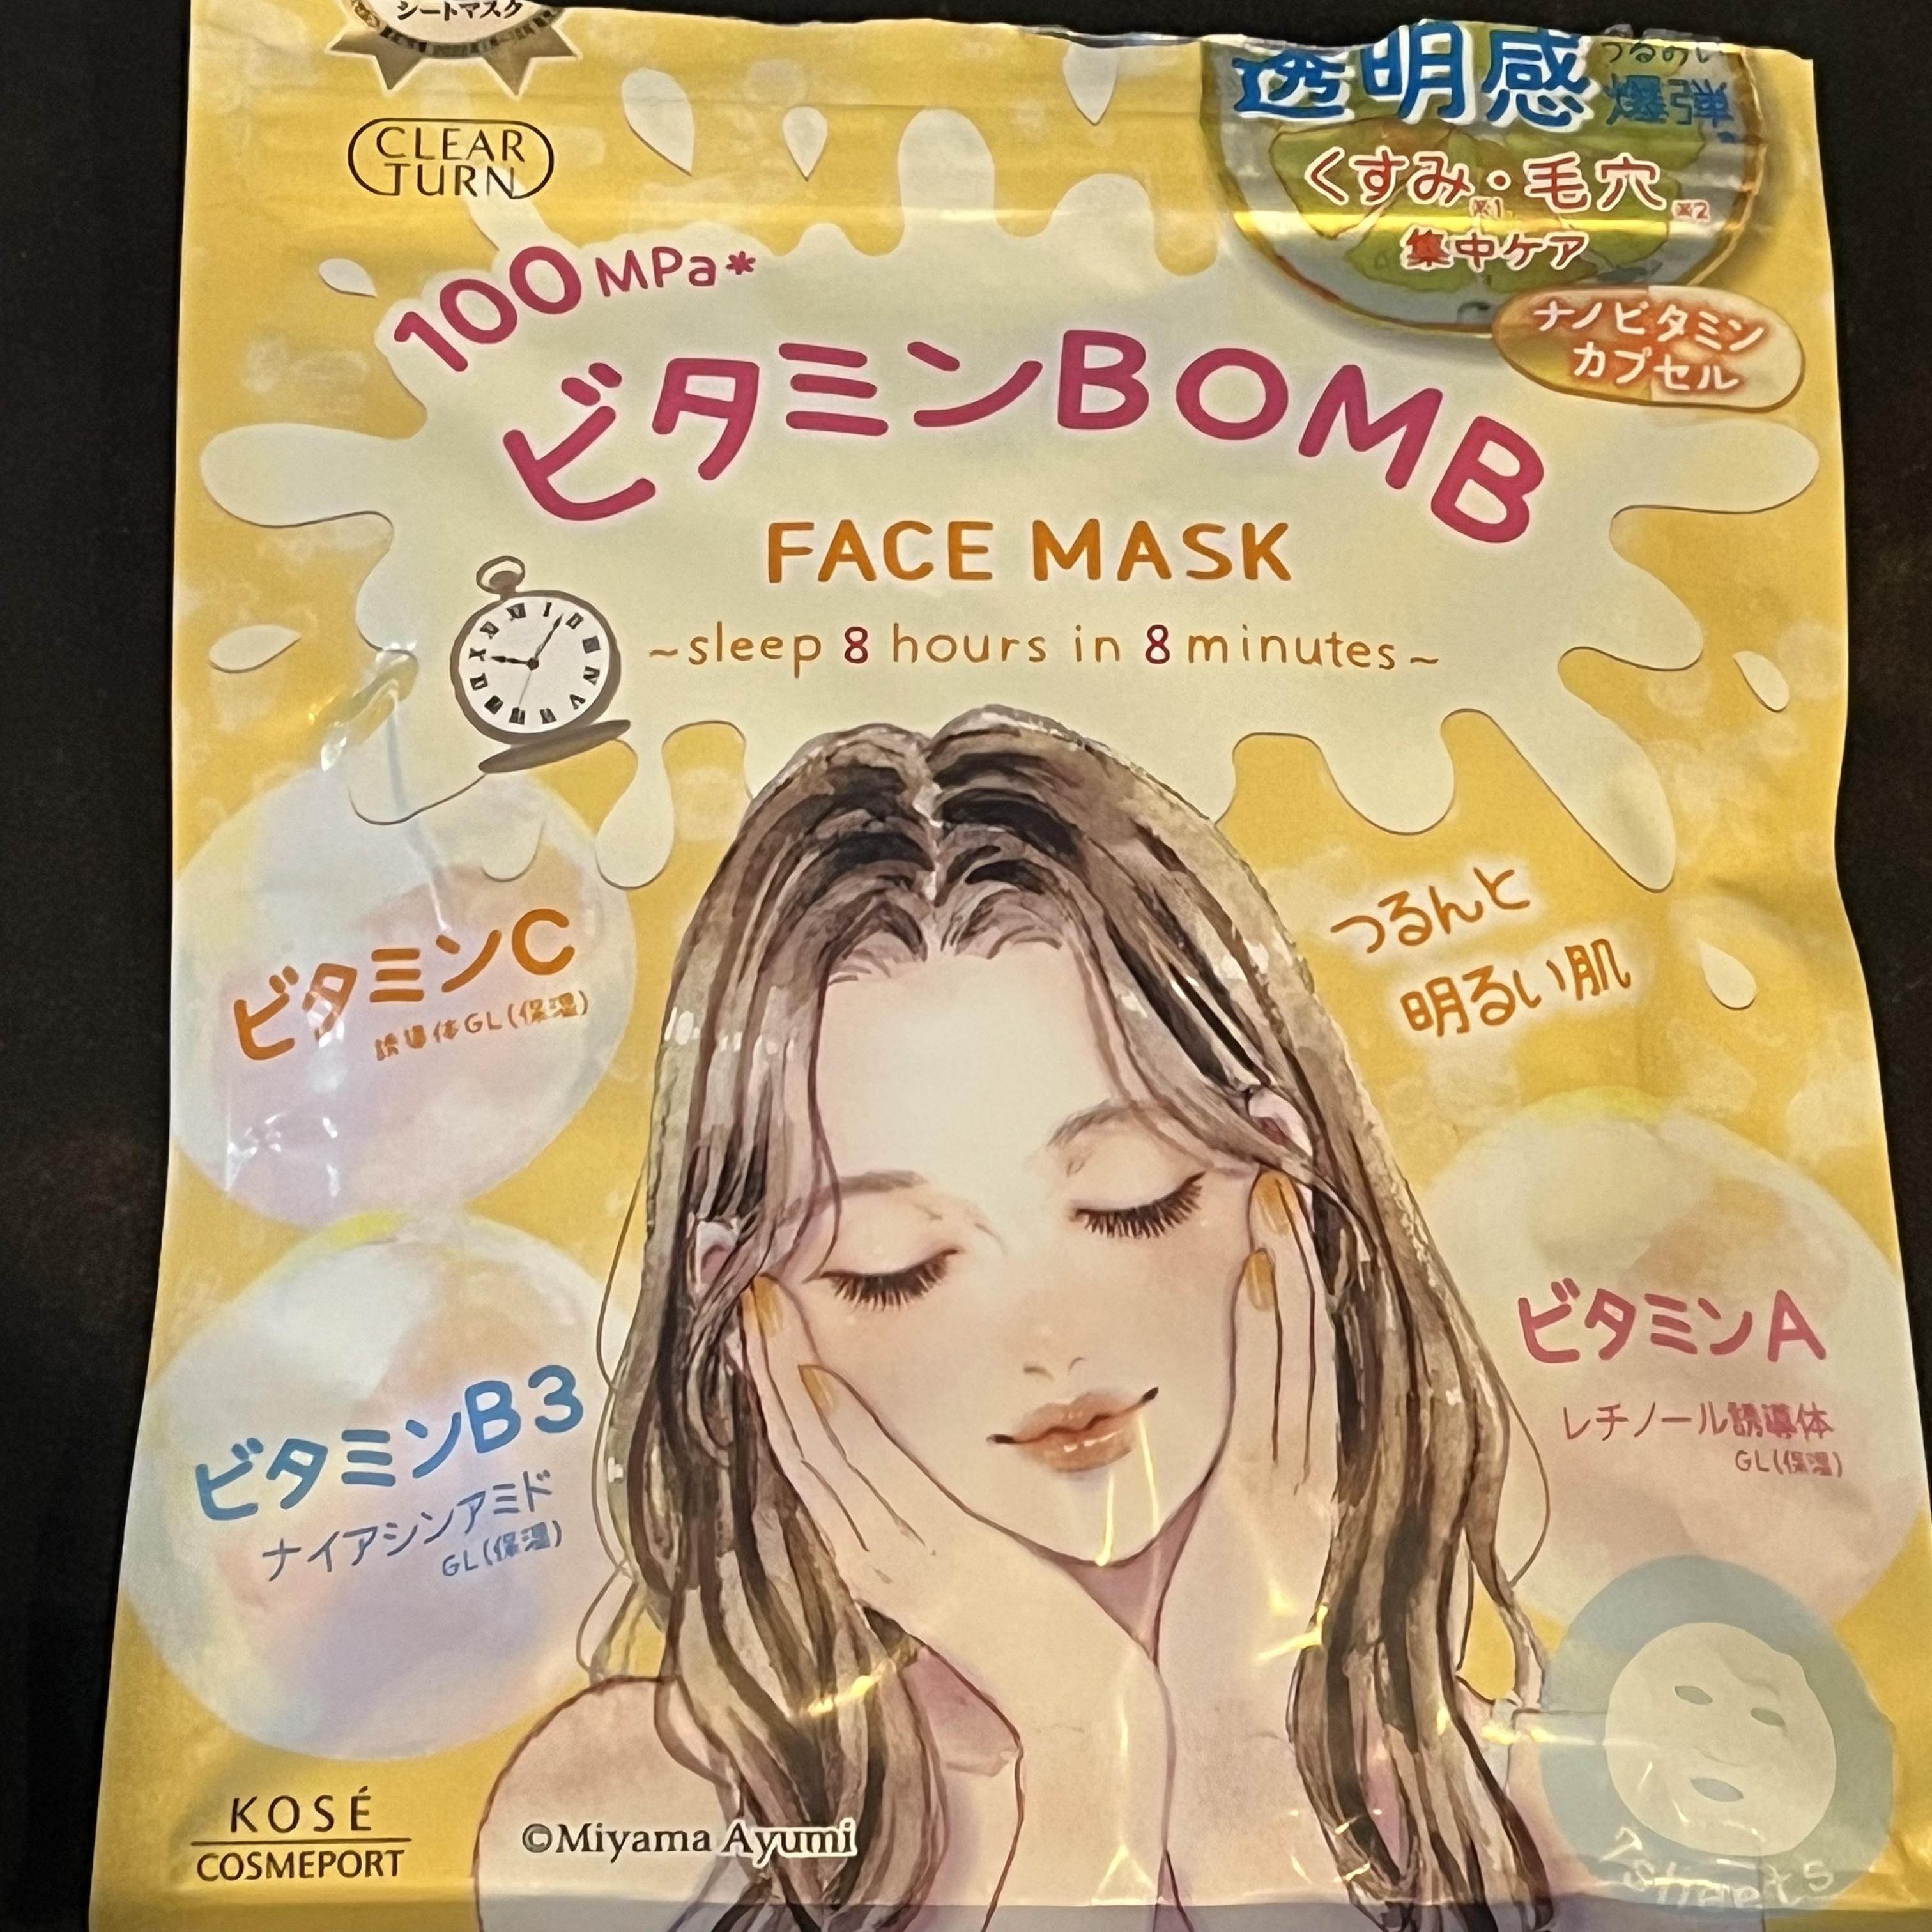 シートマスク
CLEAR
TURN
透明感
うるおい
爆弾
くすみ・毛穴
※1 ※2
集中ケア
ナノビタミン
カプセル
100 MPa*
ビタミンBOMB
FACE MASK
~sleep 8 hours in 8 minutes~
つるんと
明るい肌
ビタミンC
誘導体GL(保湿)
ビタミンB3
ナイアシンアミド
GL(保湿)
ビタミンA
レチノール誘導体
GL(保湿)
KOSÉ
COSMEPORT
©Miyama Ayumi
7sheets